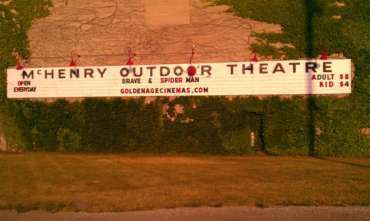 McHENRY OUTDOOR THEATRE
OPEN
EVERYDAY
BRAVE & SPIDER MAN
GOLDENAGECINEMAS.COM
ADULT $8
KID $4